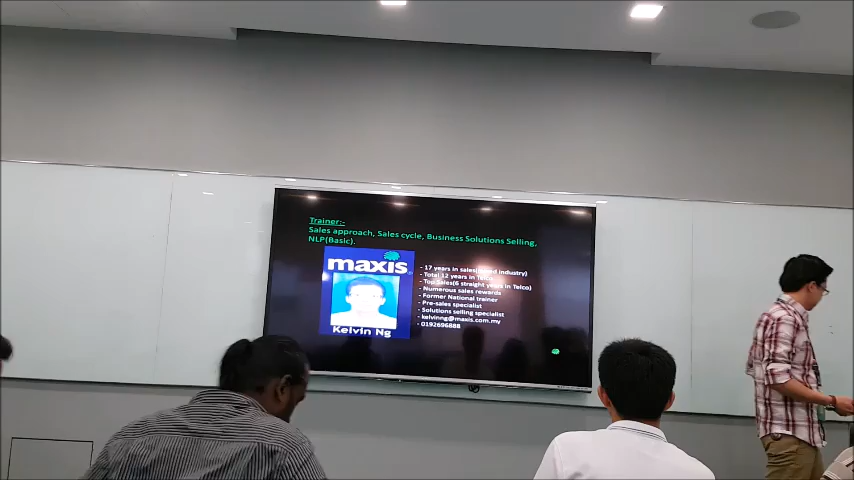 Trainer:-
Sales approach, Sales cycle, Business Solutions Selling,
NLP(Basic).
maxis
Kelvin Ng
- 17 years in sales( industry)
- Total 12 years in Telco
- Top Sales(6 straight years in Telco)
- Numerous sales rewards
- Former National trainer
- Pre-sales specialist
- Solutions selling specialist
- kelvinng@maxis.com.my
- 0192696888